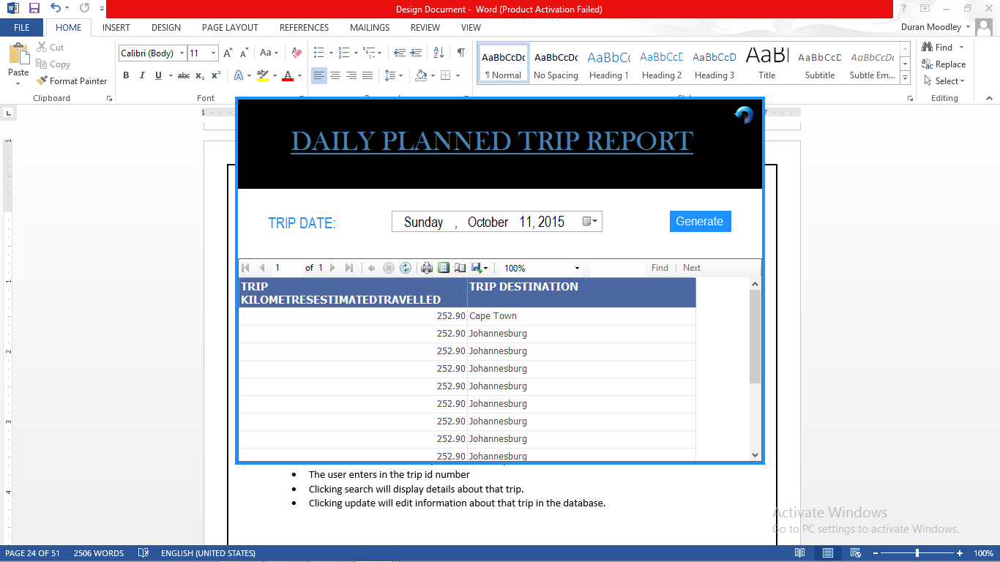 Design Document - Word (Product Activation Failed)
FILE HOME INSERT DESIGN PAGE LAYOUT REFERENCES MAILINGS REVIEW VIEW
Duran Moodley
Paste
Cut
Copy
Format Painter
Clipboard
Calibri (Body) 11
Aa
B I U abc X2 X2
Font
AaBbCcDc AaBbCcDc AaBbCc AaBbCcE AaBbCcD AaBl AaBbCcC AaBbCcDc
¶ Normal No Spacing Heading 1 Heading 2 Heading 3 Title Subtitle Subtle Em...
Find
Replace
Select
Editing
DAILY PLANNED TRIP REPORT
TRIP DATE: Sunday , October 11, 2015 Generate
1 of 1 100% Find | Next
TRIP
KILOMETRESESTIMATEDTRAVELLED
TRIP DESTINATION
252.90 Cape Town
252.90 Johannesburg
252.90 Johannesburg
252.90 Johannesburg
252.90 Johannesburg
252.90 Johannesburg
252.90 Johannesburg
252.90 Johannesburg
252.90 Johannesburg
• The user enters in the trip id number
• Clicking search will display details about that trip.
• Clicking update will edit information about that trip in the database.
Activate Windows
Go to PC settings to activate Windows.
PAGE 24 OF 51 2506 WORDS ENGLISH (UNITED STATES) 100%